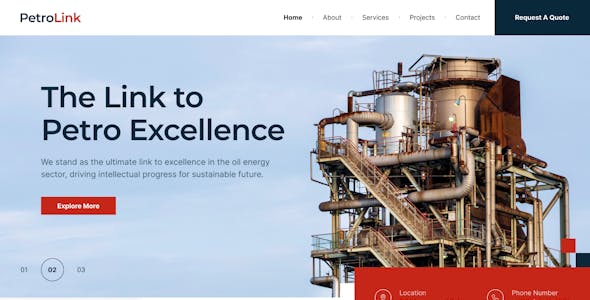 PetroLink
Home
About
Services
Projects
Contact
Request A Quote
The Link to
Petro Excellence
We stand as the ultimate link to excellence in the oil energy
sector, driving intellectual progress for sustainable future.
Explore More
01
02
03
Location
Phone Number